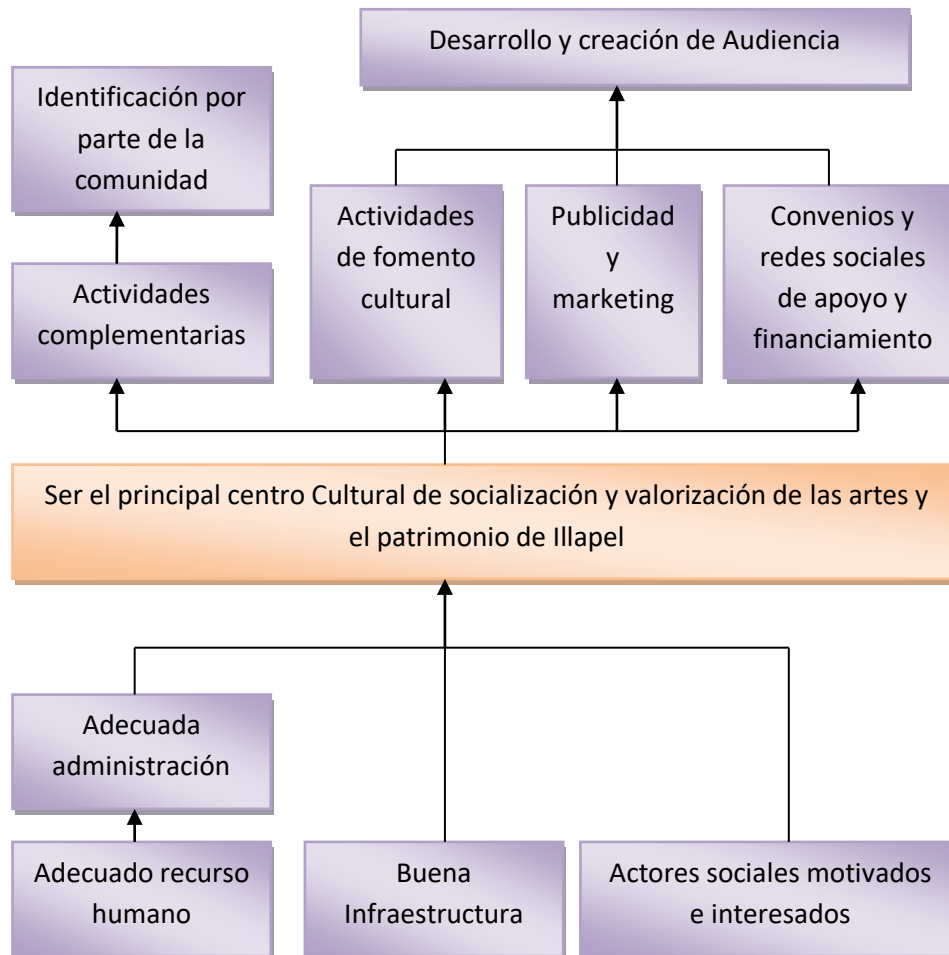 Desarrollo y creación de Audiencia
Identificación por
parte de la
comunidad
Actividades
de fomento
cultural
Publicidad
y
marketing
Convenios y
redes sociales
de apoyo y
financiamiento
Actividades
complementarias
Ser el principal centro Cultural de socialización y valorización de las artes y
el patrimonio de Illapel
Adecuada
administración
Adecuado recurso
humano
Buena
Infraestructura
Actores sociales motivados
e interesados